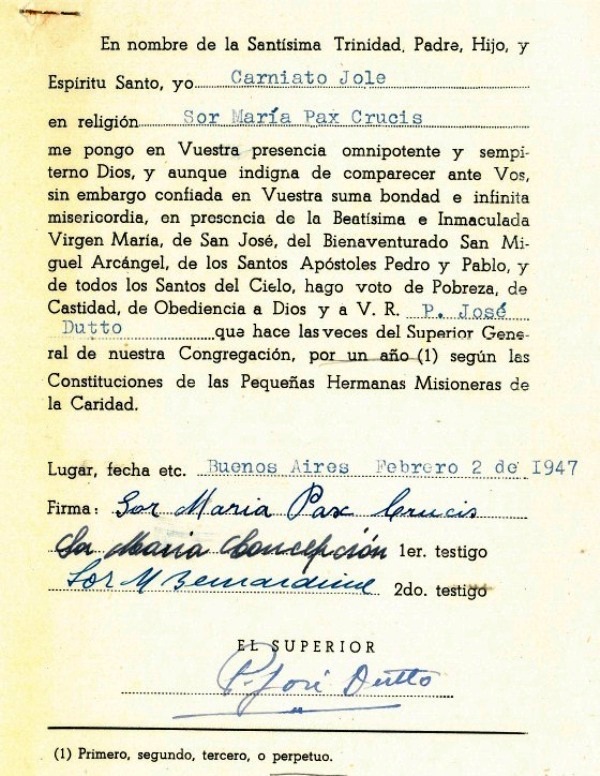 En nombre de la Santísima Trinidad, Padre, Hijo, y
Espíritu Santo, yo Carniato Jole
en religión Sor María Pax Crucis
me pongo en Vuestra presencia omnipotente y sempi-
terno Dios, y aunque indigna de comparecer ante Vos,
sin embargo confiada en Vuestra suma bondad e infinita
misericordia, en presencia de la Beatísima e Inmaculada
Virgen María, de San José, del Bienaventurado San Mi-
guel Arcángel, de los Santos Apóstoles Pedro y Pablo, y
de todos los Santos del Cielo, hago voto de Pobreza, de
Castidad, de Obediencia a Dios y a V. R. P. José
Dutto que hace las veces del Superior Gene-
ral de nuestra Congregación, por un año (1) según las
Constituciones de las Pequeñas Hermanas Misioneras de
la Caridad.
Lugar, fecha etc. Buenos Aires Febrero 2 de 1947
Firma: Sor Maria Pax Crucis
Sor Maria Concepción 1er. testigo
Sor M Bernardine 2do. testigo
EL SUPERIOR
P. José Dutto
(1) Primero, segundo, tercero, o perpetuo.